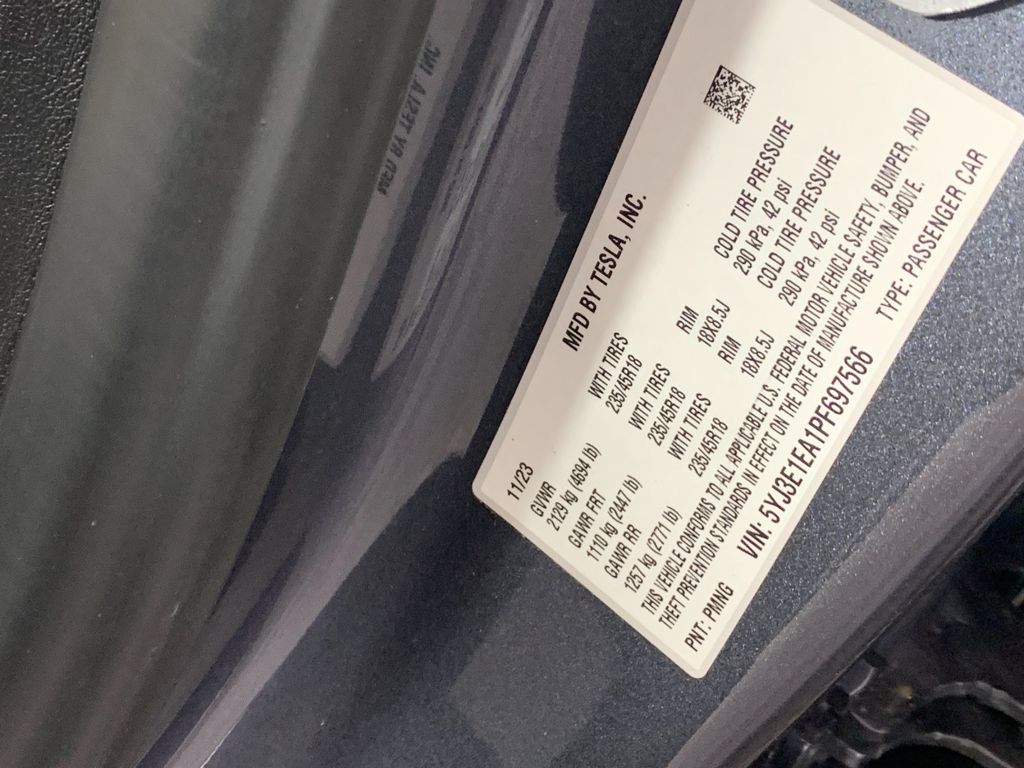 MFD BY TESLA, INC.
11/23
GVWR WITH TIRES RIM COLD TIRE PRESSURE
2129 kg (4694 lb) 235/45R18 18X8.5J 290 kPa, 42 psi
GAWR FRT WITH TIRES RIM COLD TIRE PRESSURE
1110 kg (2447 lb) 235/45R18 18X8.5J 290 kPa, 42 psi
GAWR RR WITH TIRES
1257 kg (2771 lb) 235/45R18
THIS VEHICLE CONFORMS TO ALL APPLICABLE U.S. FEDERAL MOTOR VEHICLE SAFETY, BUMPER, AND
THEFT PREVENTION STANDARDS IN EFFECT ON THE DATE OF MANUFACTURE SHOWN ABOVE.
VIN: 5YJ3E1EA1PF697566 TYPE: PASSENGER CAR
PNT: PMNG